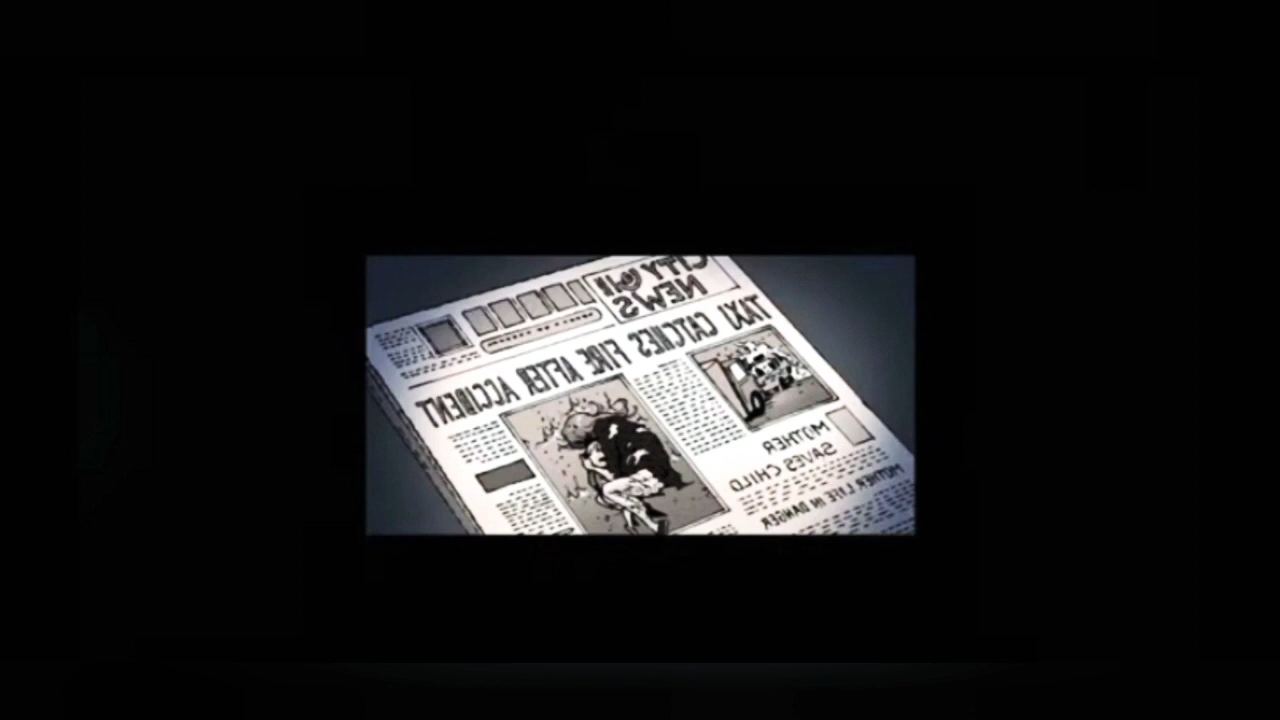 CITY
NEWS
TAXI CATCHES FIRE AFTER ACCIDENT
MOTHER
SAVES CHILD
MOTHER LIFE IN DANGER